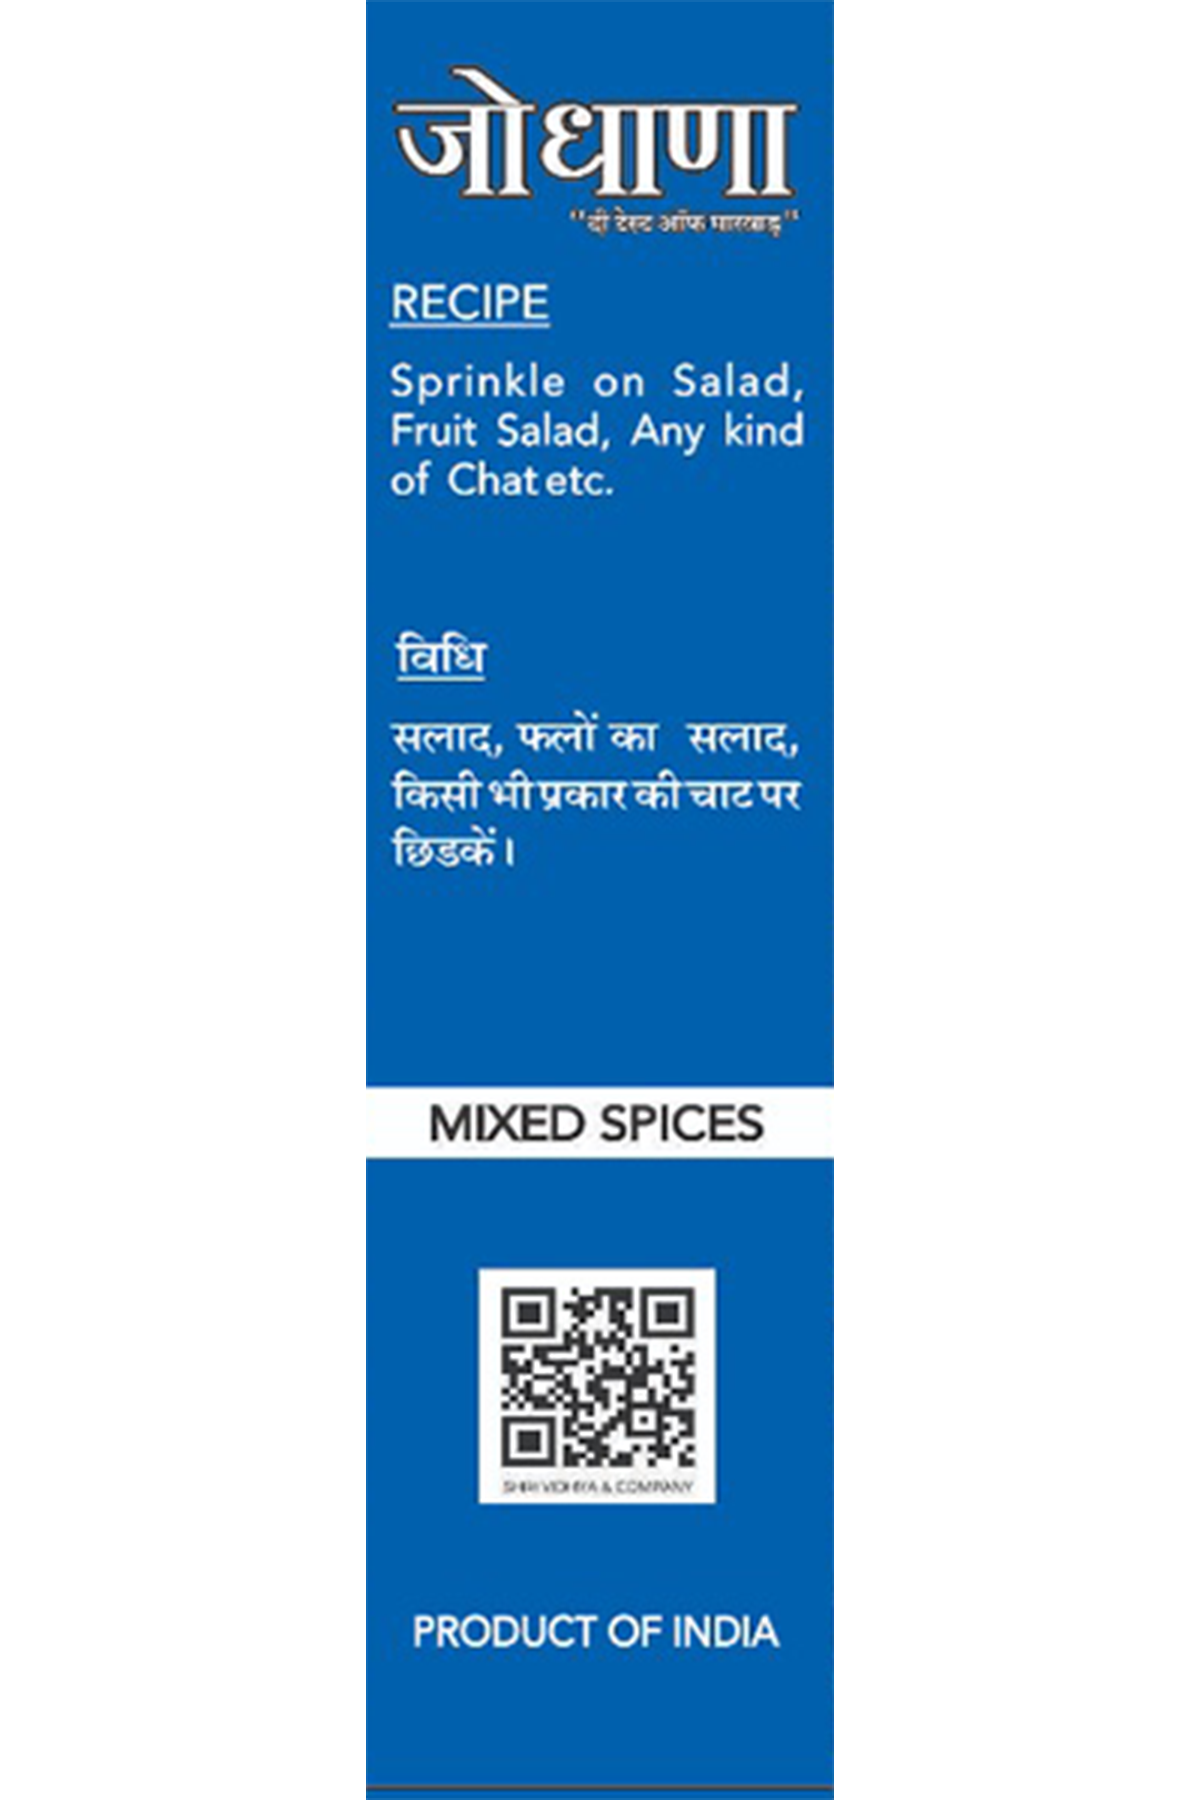 जोधाणा
"दी टेस्ट ऑफ मारवाड़"
RECIPE
Sprinkle on Salad,
Fruit Salad, Any kind
of Chat etc.
विधि
सलाद, फलों का सलाद,
किसी भी प्रकार की चाट पर
छिडकें।
MIXED SPICES
SHRI VIDHYA & COMPANY
PRODUCT OF INDIA